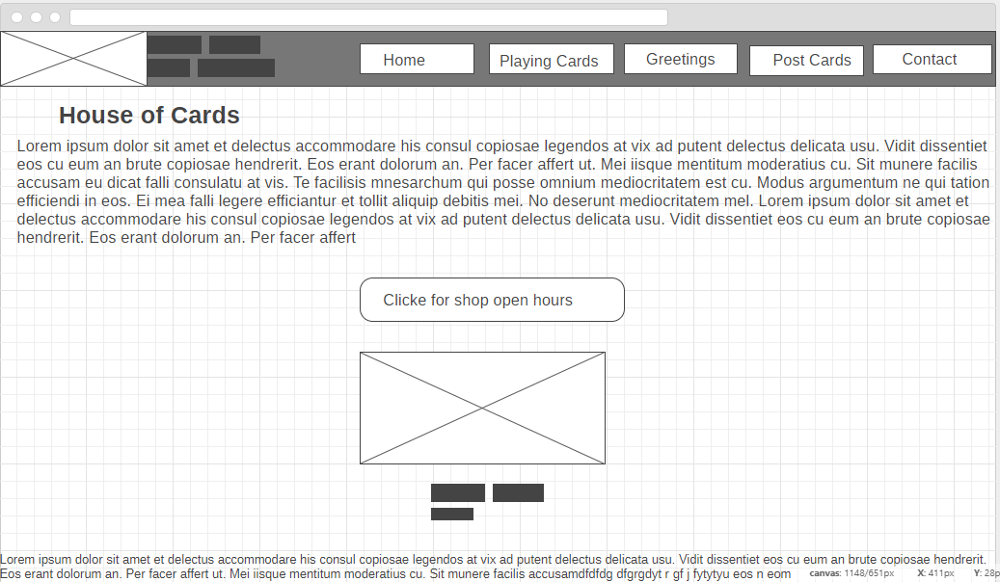 Home
Playing Cards
Greetings
Post Cards
Contact
House of Cards
Lorem ipsum dolor sit amet et delectus accommodare his consul copiosae legendos at vix ad putent delectus delicata usu. Vidit dissentiet
eos cu eum an brute copiosae hendrerit. Eos erant dolorum an. Per facer affert ut. Mei iisque mentitum moderatius cu. Sit munere facilis
accusam eu dicat falli consulatu at vis. Te facilisis mnesarchum qui posse omnium mediocritatem est cu. Modus argumentum ne qui tation
efficiendi in eos. Ei mea falli legere efficiantur et tollit aliquip debitis mei. No deserunt mediocritatem mel. Lorem ipsum dolor sit amet et
delectus accommodare his consul copiosae legendos at vix ad putent delectus delicata usu. Vidit dissentiet eos cu eum an brute copiosae
hendrerit. Eos erant dolorum an. Per facer affert
Clicke for shop open hours
Lorem ipsum dolor sit amet et delectus accommodare his consul copiosae legendos at vix ad putent delectus delicata usu. Vidit dissentiet eos cu eum an brute copiosae hendrerit.
Eos erant dolorum an. Per facer affert ut. Mei iisque mentitum moderatius cu. Sit munere facilis accusamdfdfdg dfgrgdyt r gf j fytytyu eos n eom
canvas: 1148/651px X: 411px Y: 28p